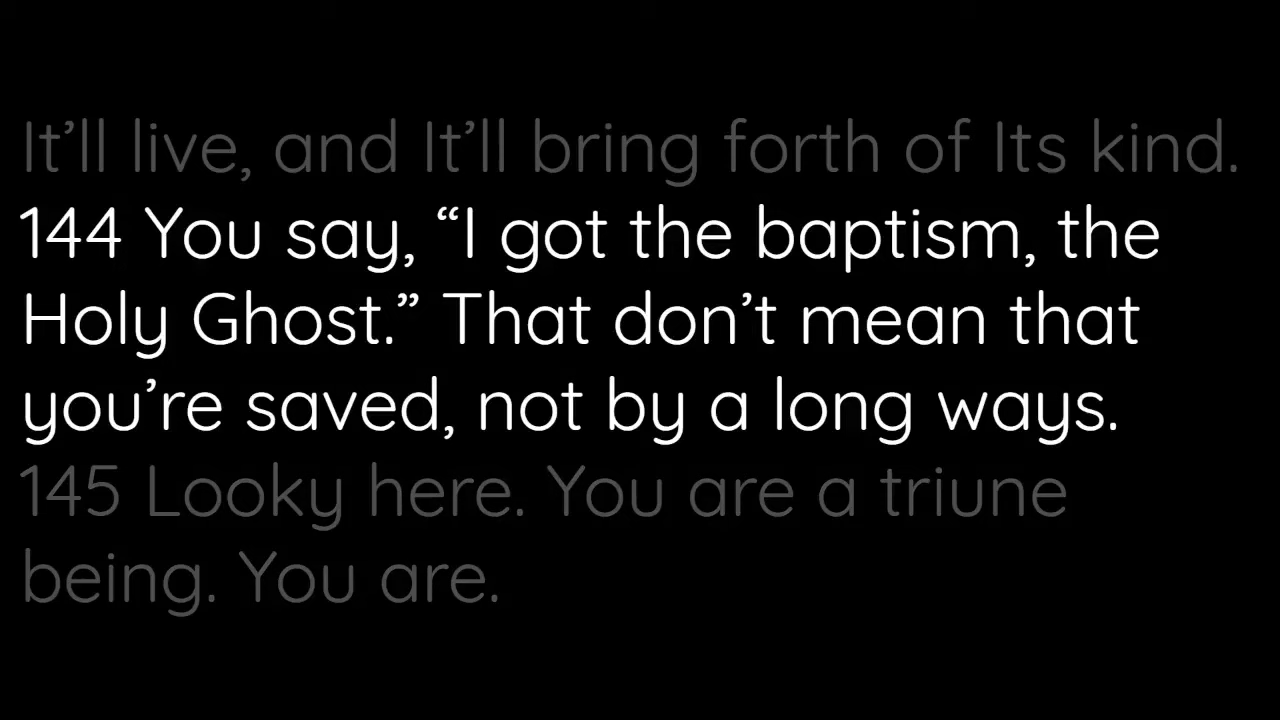 It’ll live, and It’ll bring forth of Its kind.
144 You say, “I got the baptism, the
Holy Ghost.” That don’t mean that
you’re saved, not by a long ways.
145 Looky here. You are a triune
being. You are.